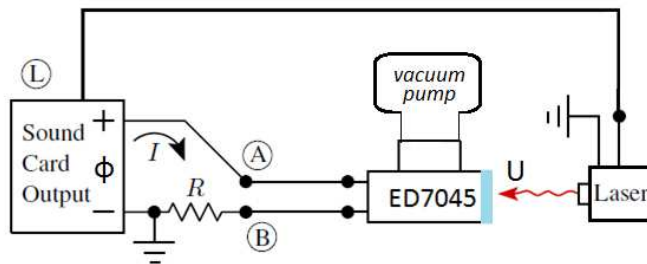 L
vacuum
pump
+
Sound
Card
Output
ϕ
−
I
A
R
B
ED7045
U
Laser